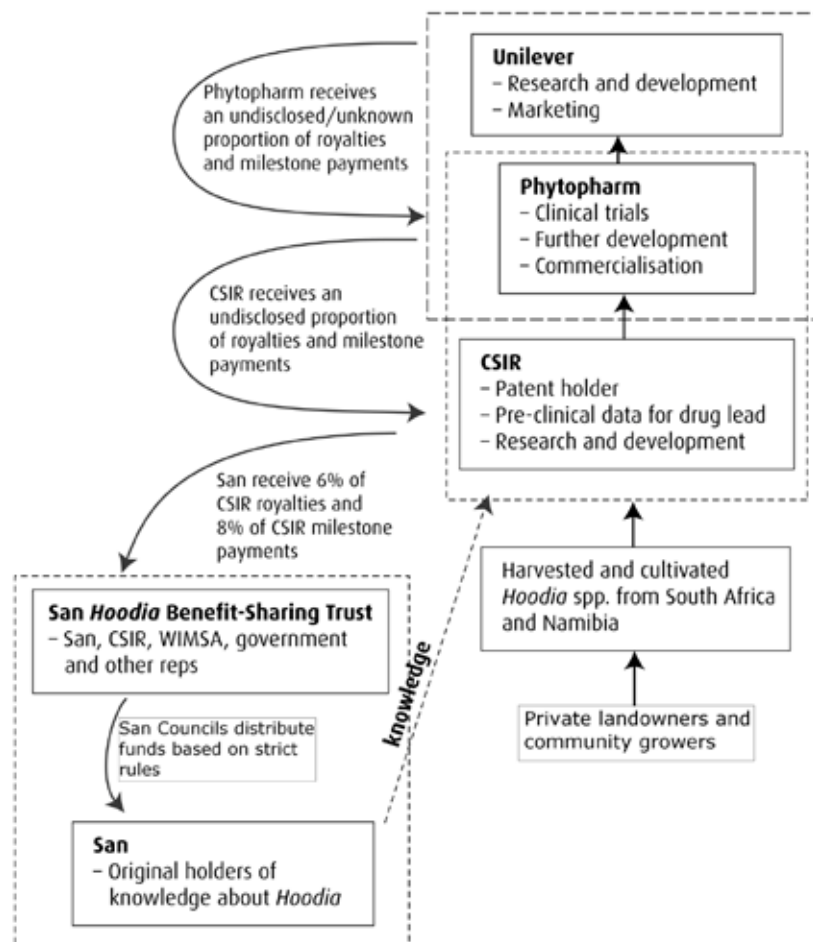 Unilever
– Research and development
– Marketing
Phytopharm receives
an undisclosed/unknown
proportion of royalties
and milestone payments
Phytopharm
– Clinical trials
– Further development
– Commercialisation
CSIR receives an
undisclosed proportion
of royalties and milestone
payments
CSIR
– Patent holder
– Pre-clinical data for drug lead
– Research and development
San receive 6% of
CSIR royalties and
8% of CSIR milestone
payments
Harvested and cultivated
Hoodia spp. from South Africa
and Namibia
San Hoodia Benefit-Sharing Trust
– San, CSIR, WIMSA, government
and other reps
knowledge
Private landowners and
community growers
San Councils distribute
funds based on strict
rules
San
– Original holders of
knowledge about Hoodia